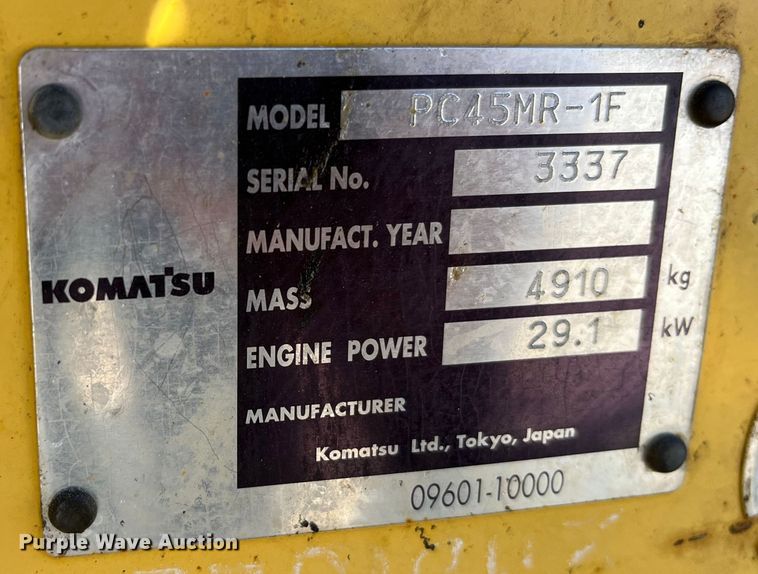 MODEL PC45MR-1F
SERIAL No. 3337
MANUFACT. YEAR
KOMATSU
MASS 4910 kg
ENGINE POWER 29.1 kW
MANUFACTURER
Komatsu Ltd., Tokyo, Japan
09601-10000
Purple Wave Auction